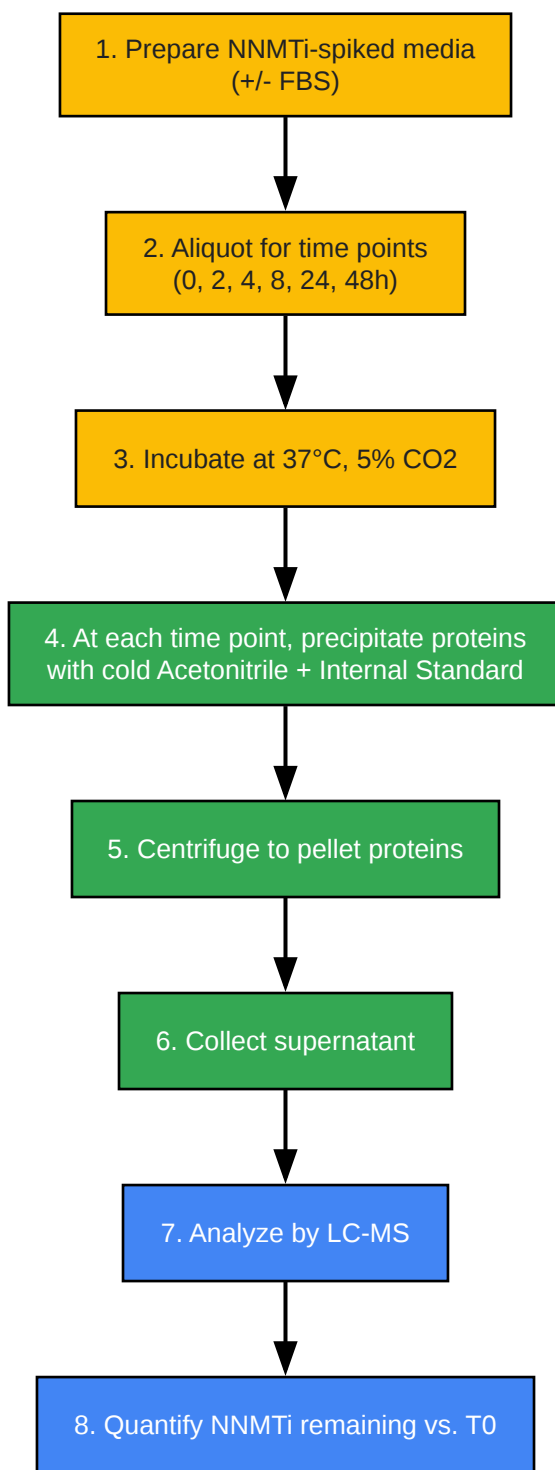 1. Prepare NNMTi-spiked media
(+/- FBS)
2. Aliquot for time points
(0, 2, 4, 8, 24, 48h)
3. Incubate at 37°C, 5% CO2
4. At each time point, precipitate proteins
with cold Acetonitrile + Internal Standard
5. Centrifuge to pellet proteins
6. Collect supernatant
7. Analyze by LC-MS
8. Quantify NNMTi remaining vs. T0